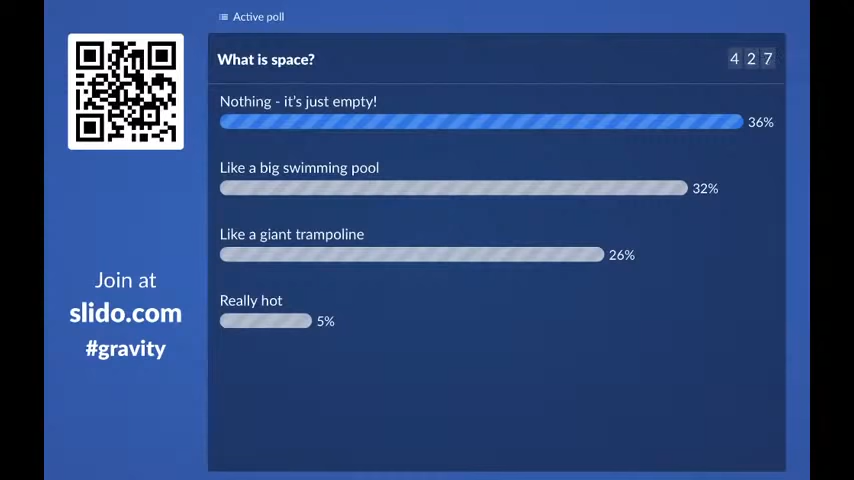 Active poll
What is space?
4 2 7
Nothing - it's just empty!
36%
Like a big swimming pool
32%
Like a giant trampoline
26%
Really hot
5%
Join at
slido.com
#gravity